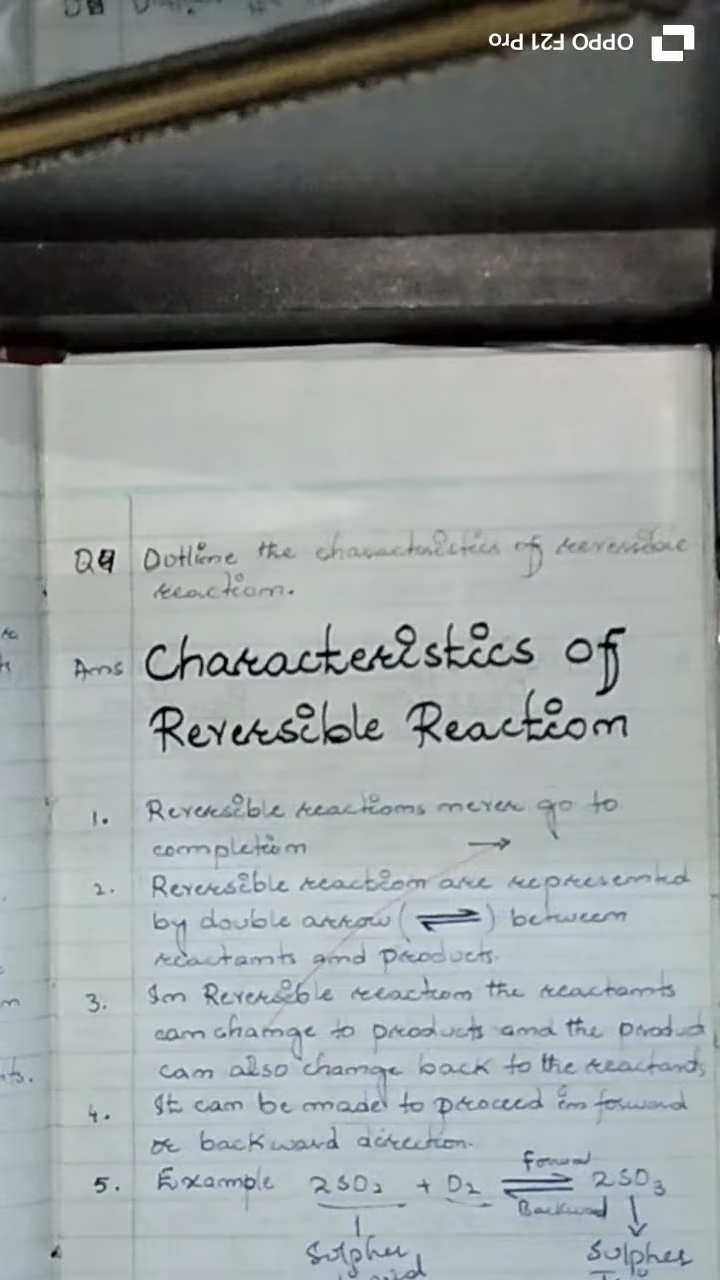 OPPO F21 Pro
Q4 Outline the characteristics of reversible
reaction.
Ans Characteristics of
Reversible Reaction
1. Reversible reactions never go to
completion →
2. Reversible reaction are represented
by double arrow (⇌) between
reactants and products.
3. In Reversible reaction the reactants
can change to products and the product
can also change back to the reactants
4. It can be made to proceed in forward
or backward direction.
5. Example 2SO₂ + O₂ ⇌ 2SO₃
Forward
Backward
Sulpher Sulpher